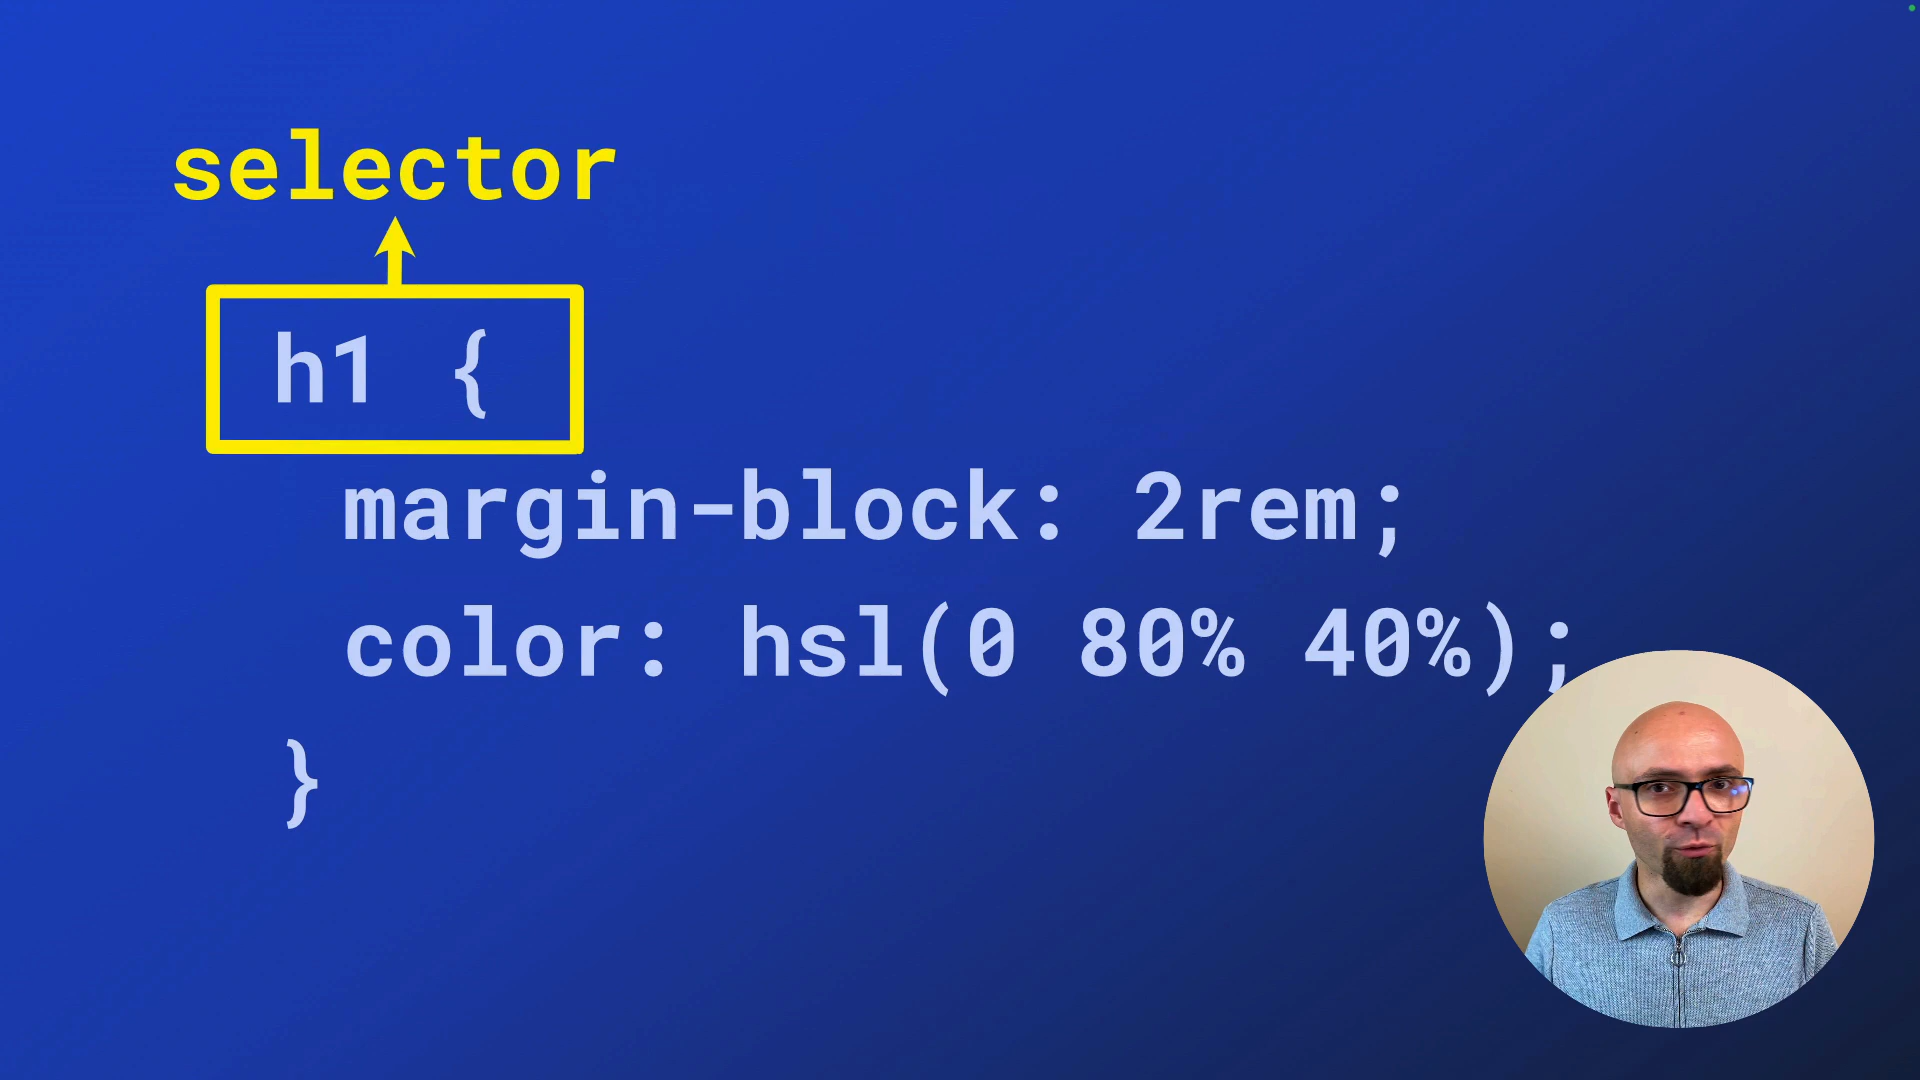 selector
h1 {
margin-block: 2rem;
color: hsl(0 80% 40%);
}